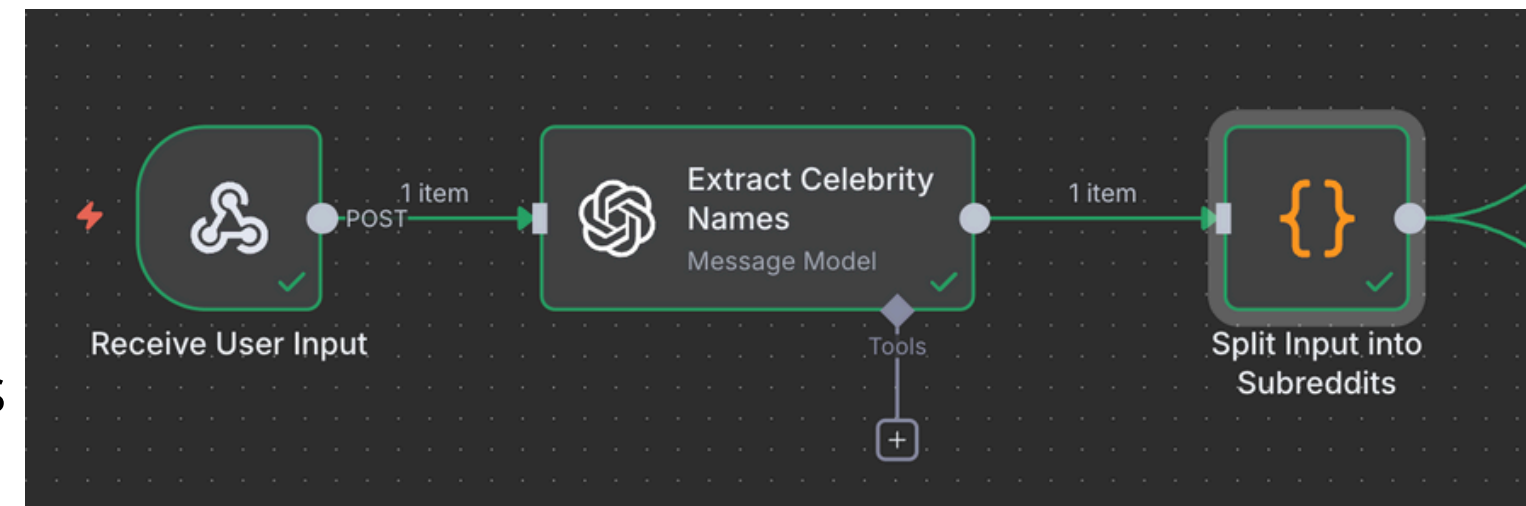 1 item
POST
Extract Celebrity
Names
Message Model
1 item
{}
Receive User Input
Tools
+
Split Input into
Subreddits
s